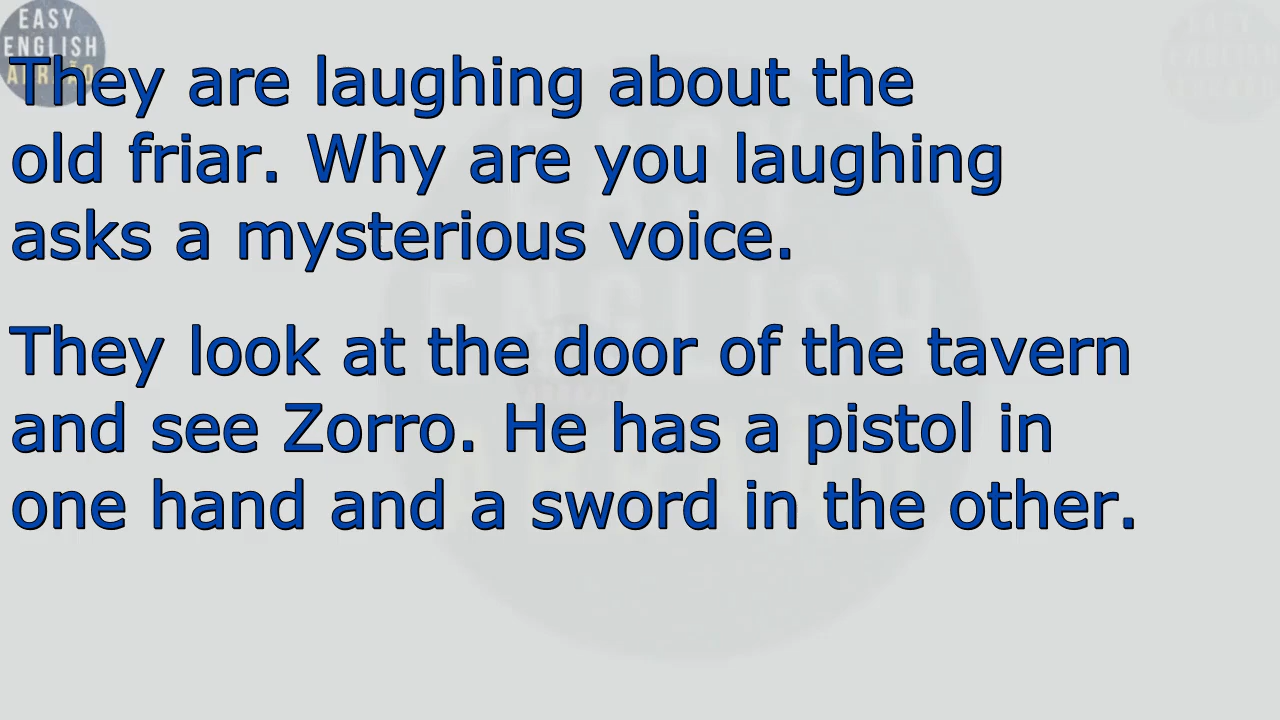 EASY
ENGLISH
They are laughing about the
old friar. Why are you laughing
asks a mysterious voice.
They look at the door of the tavern
and see Zorro. He has a pistol in
one hand and a sword in the other.